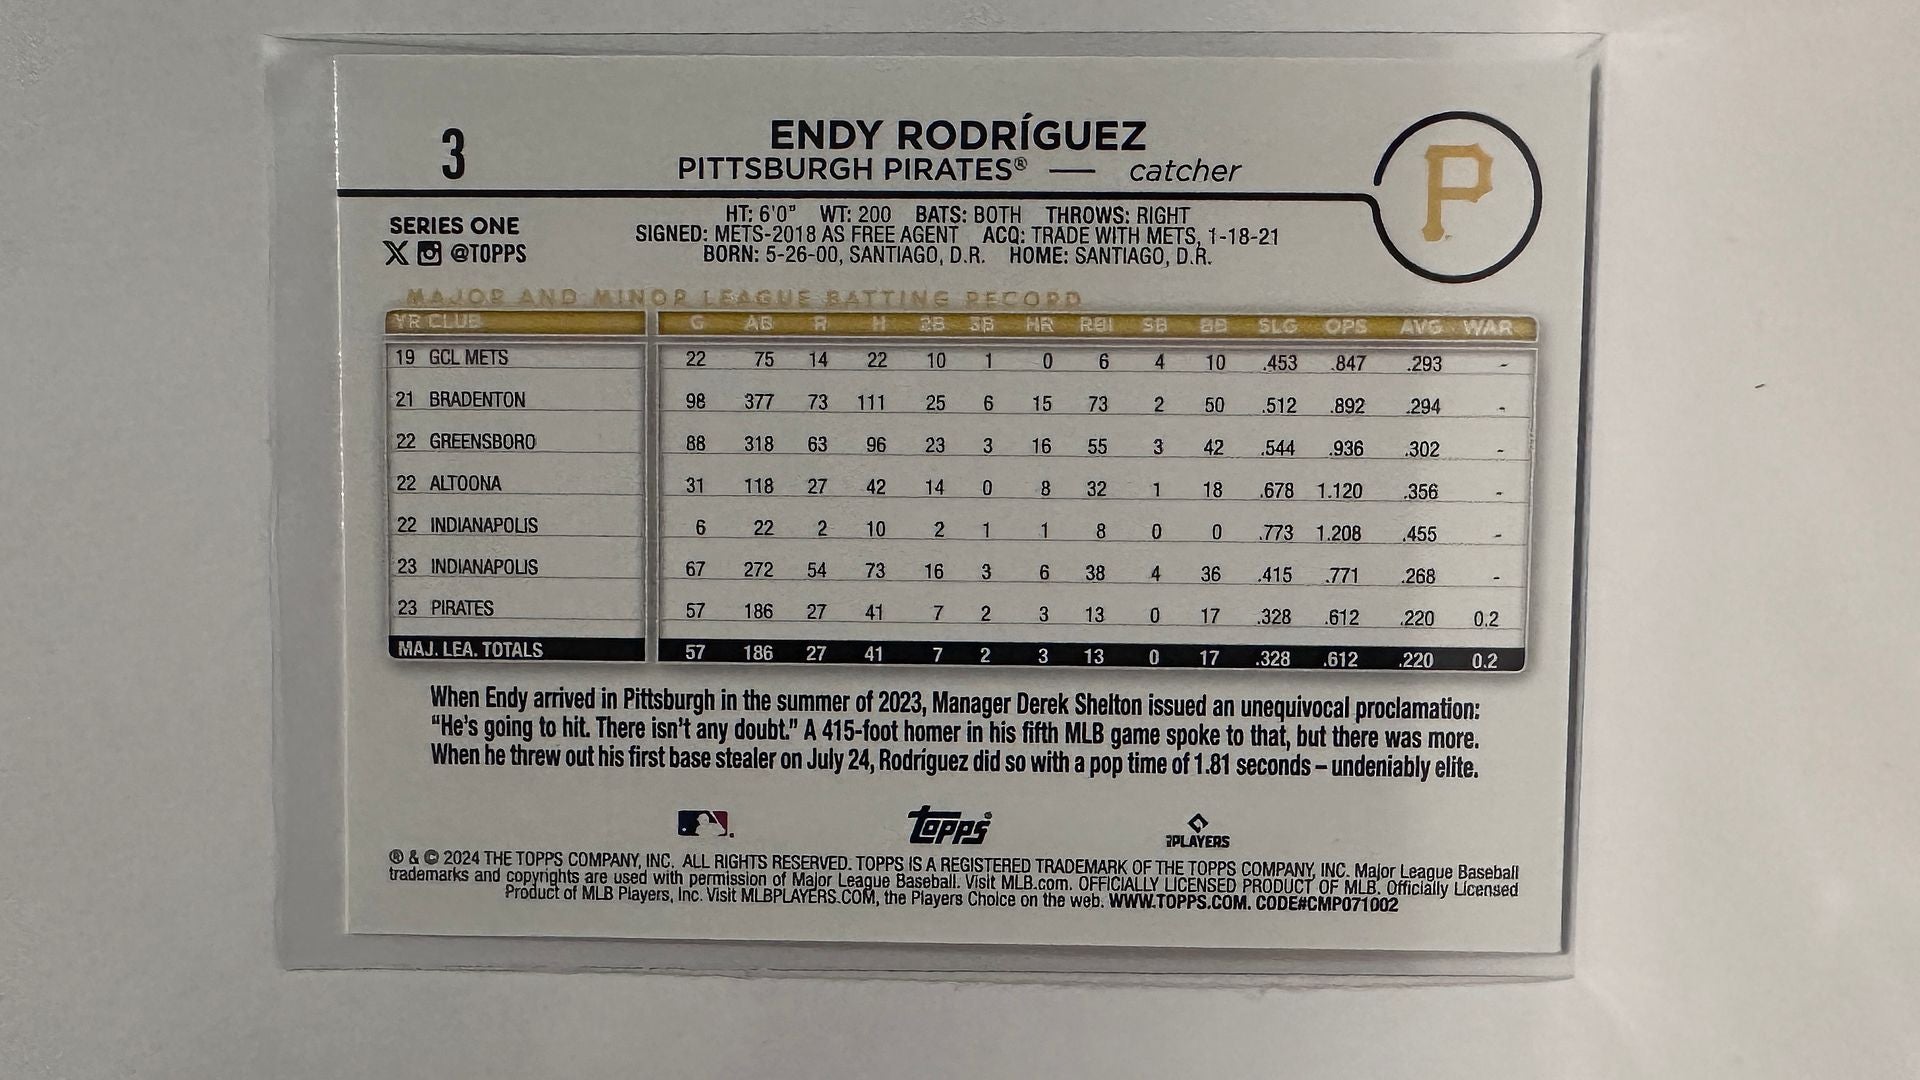 3
ENDY RODRÍGUEZ
PITTSBURGH PIRATES® — catcher
P
SERIES ONE
X @TOPPS
HT: 6'0" WT: 200 BATS: BOTH THROWS: RIGHT
SIGNED: METS-2018 AS FREE AGENT ACQ: TRADE WITH METS, 1-18-21
BORN: 5-26-00, SANTIAGO, D.R. HOME: SANTIAGO, D.R.
MAJOR AND MINOR LEAGUE BATTING RECORD
YR CLUB G AB R H 2B 3B HR RBI SB BB SLG OPS AVG WAR
19 GCL METS 22 75 14 22 10 1 0 6 4 10 .453 .847 .293 -
21 BRADENTON 98 377 73 111 25 6 15 73 2 50 .512 .892 .294 -
22 GREENSBORO 88 318 63 96 23 3 16 55 3 42 .544 .936 .302 -
22 ALTOONA 31 118 27 42 14 0 8 32 1 18 .678 1.120 .356 -
22 INDIANAPOLIS 6 22 2 10 2 1 1 8 0 0 .773 1.208 .455 -
23 INDIANAPOLIS 67 272 54 73 16 3 6 38 4 36 .415 .771 .268 -
23 PIRATES 57 186 27 41 7 2 3 13 0 17 .328 .612 .220 0.2
MAJ. LEA. TOTALS 57 186 27 41 7 2 3 13 0 17 .328 .612 .220 0.2
When Endy arrived in Pittsburgh in the summer of 2023, Manager Derek Shelton issued an unequivocal proclamation:
“He’s going to hit. There isn’t any doubt.” A 415-foot homer in his fifth MLB game spoke to that, but there was more.
When he threw out his first base stealer on July 24, Rodríguez did so with a pop time of 1.81 seconds – undeniably elite.
Topps®
PLAYERS
® & © 2024 THE TOPPS COMPANY, INC. ALL RIGHTS RESERVED. TOPPS IS A REGISTERED TRADEMARK OF THE TOPPS COMPANY, INC. Major League Baseball
trademarks and copyrights are used with permission of Major League Baseball. Visit MLB.com. OFFICIALLY LICENSED PRODUCT OF MLB. Officially Licensed
Product of MLB Players, Inc. Visit MLBPLAYERS.COM, the Players Choice on the web. WWW.TOPPS.COM. CODE#CMP071002